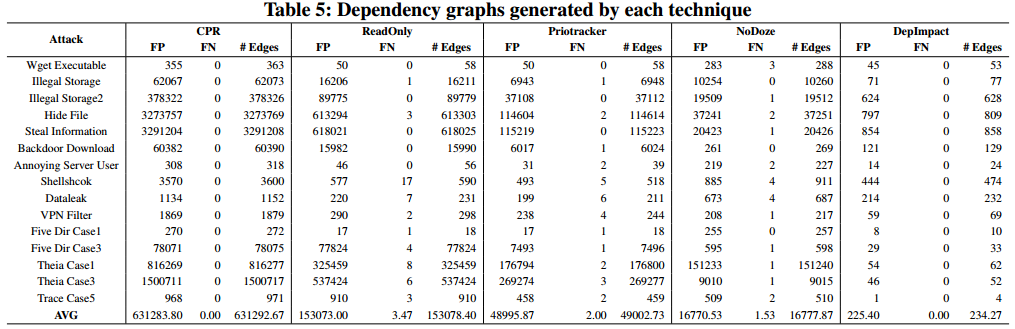 Table 5: Dependency graphs generated by each technique
Attack CPR ReadOnly Priotracker NoDoze DepImpact
FP FN # Edges FP FN # Edges FP FN # Edges FP FN # Edges FP FN # Edges
Wget Executable 355 0 363 50 0 58 50 0 58 283 3 288 45 0 53
Illegal Storage 62067 0 62073 16206 1 16211 6943 1 6948 10254 0 10260 71 0 77
Illegal Storage2 378322 0 378326 89775 0 89779 37108 0 37112 19509 1 19512 624 0 628
Hide File 3273757 0 3273769 613294 3 613303 114604 2 114614 37241 2 37251 797 0 809
Steal Information 3291204 0 3291208 618021 0 618025 115219 0 115223 20423 1 20426 854 0 858
Backdoor Download 60382 0 60390 15982 0 15990 6017 1 6024 261 0 269 121 0 129
Annoying Server User 308 0 318 46 0 56 31 2 39 219 2 227 14 0 24
Shellshcok 3570 0 3600 577 17 590 493 5 518 885 4 911 444 0 474
Dataleak 1134 0 1152 220 7 231 199 6 211 673 4 687 214 0 232
VPN Filter 1869 0 1879 290 2 298 238 4 244 208 1 217 59 0 69
Five Dir Case1 270 0 272 17 1 18 17 1 18 255 0 257 8 0 10
Five Dir Case3 78071 0 78075 77824 4 77824 7493 1 7496 595 1 598 29 0 33
Theia Case1 816269 0 816277 325459 8 325459 176794 2 176800 151233 1 151240 54 0 62
Theia Case3 1500711 0 1500717 537424 6 537424 269274 3 269277 9010 1 9015 46 0 52
Trace Case5 968 0 971 910 3 910 458 2 459 509 2 510 1 0 4
AVG 631283.80 0.00 631292.67 153073.00 3.47 153078.40 48995.87 2.00 49002.73 16770.53 1.53 16777.87 225.40 0.00 234.27